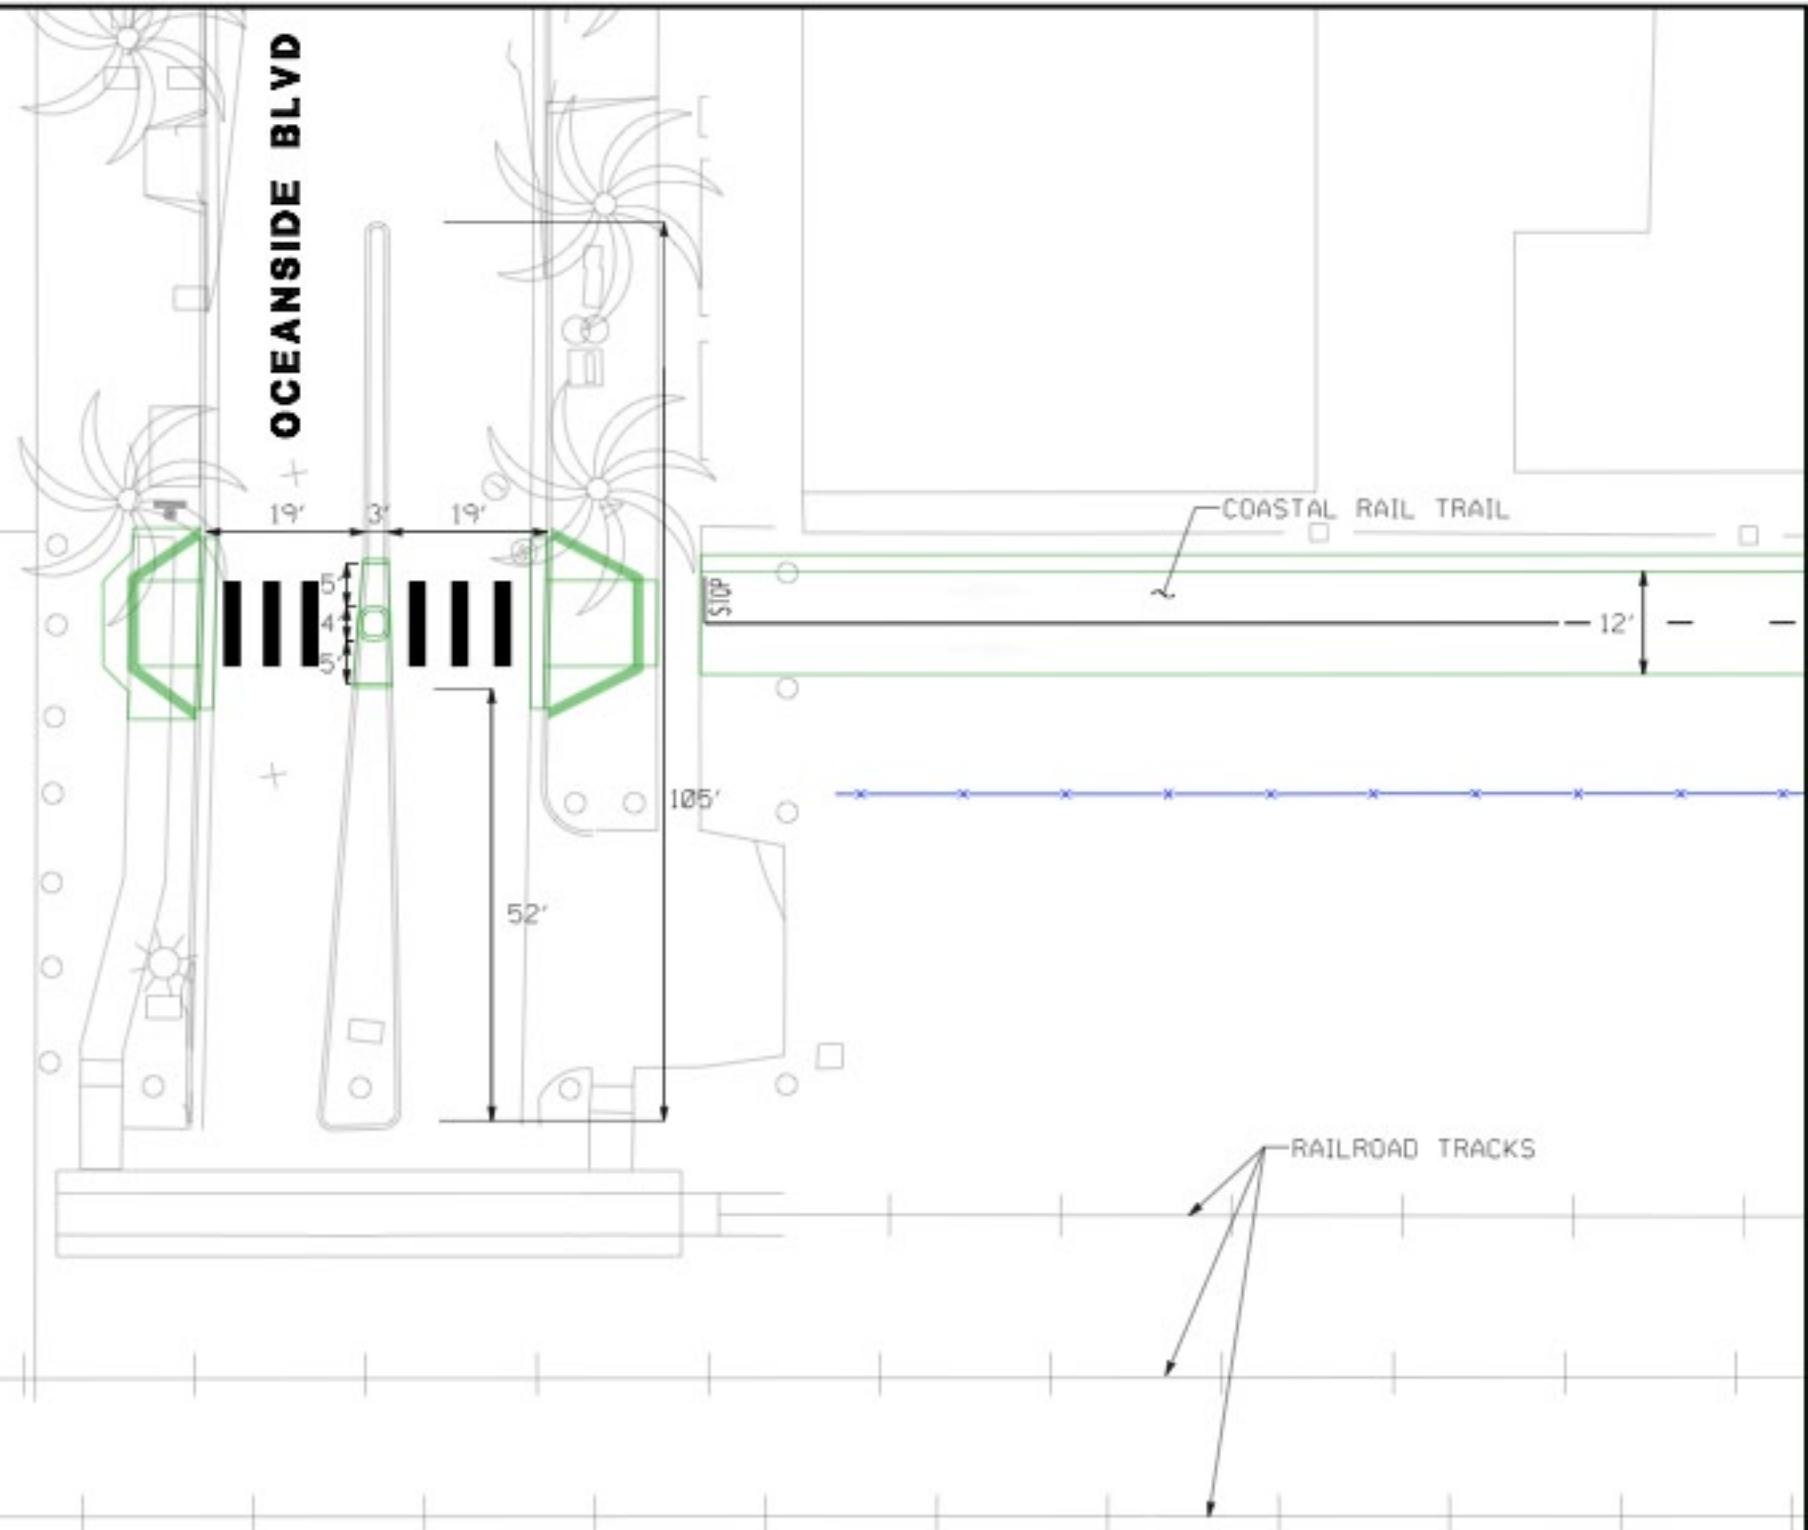 OCEANSIDE BLVD
19'
3'
19'
COASTAL RAIL TRAIL
5'
4'
5'
STOP
12'
105'
52'
RAILROAD TRACKS